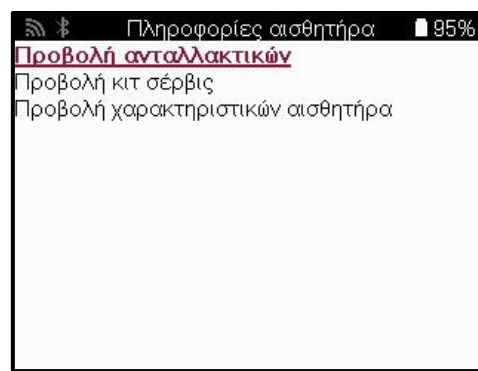 Πληροφορίες αισθητήρα 95%
Προβολή ανταλλακτικών
Προβολή κιτ σέρβις
Προβολή χαρακτηριστικών αισθητήρα